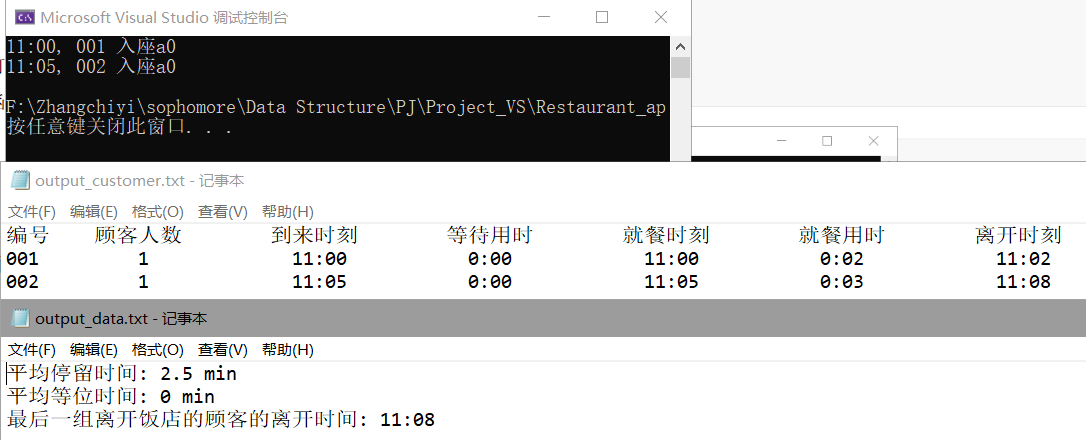 Microsoft Visual Studio 调试控制台
11:00, 001 入座a0
11:05, 002 入座a0
F:\Zhangchiyi\sophomore\Data Structure\PJ\Project_VS\Restaurant_ap
按任意键关闭此窗口. . .
output_customer.txt - 记事本
文件(F) 编辑(E) 格式(O) 查看(V) 帮助(H)
编号 顾客人数 到来时刻 等待用时 就餐时刻 就餐用时 离开时刻
001 1 11:00 0:00 11:00 0:02 11:02
002 1 11:05 0:00 11:05 0:03 11:08
output_data.txt - 记事本
文件(F) 编辑(E) 格式(O) 查看(V) 帮助(H)
平均停留时间: 2.5 min
平均等位时间: 0 min
最后一组离开饭店的顾客的离开时间: 11:08